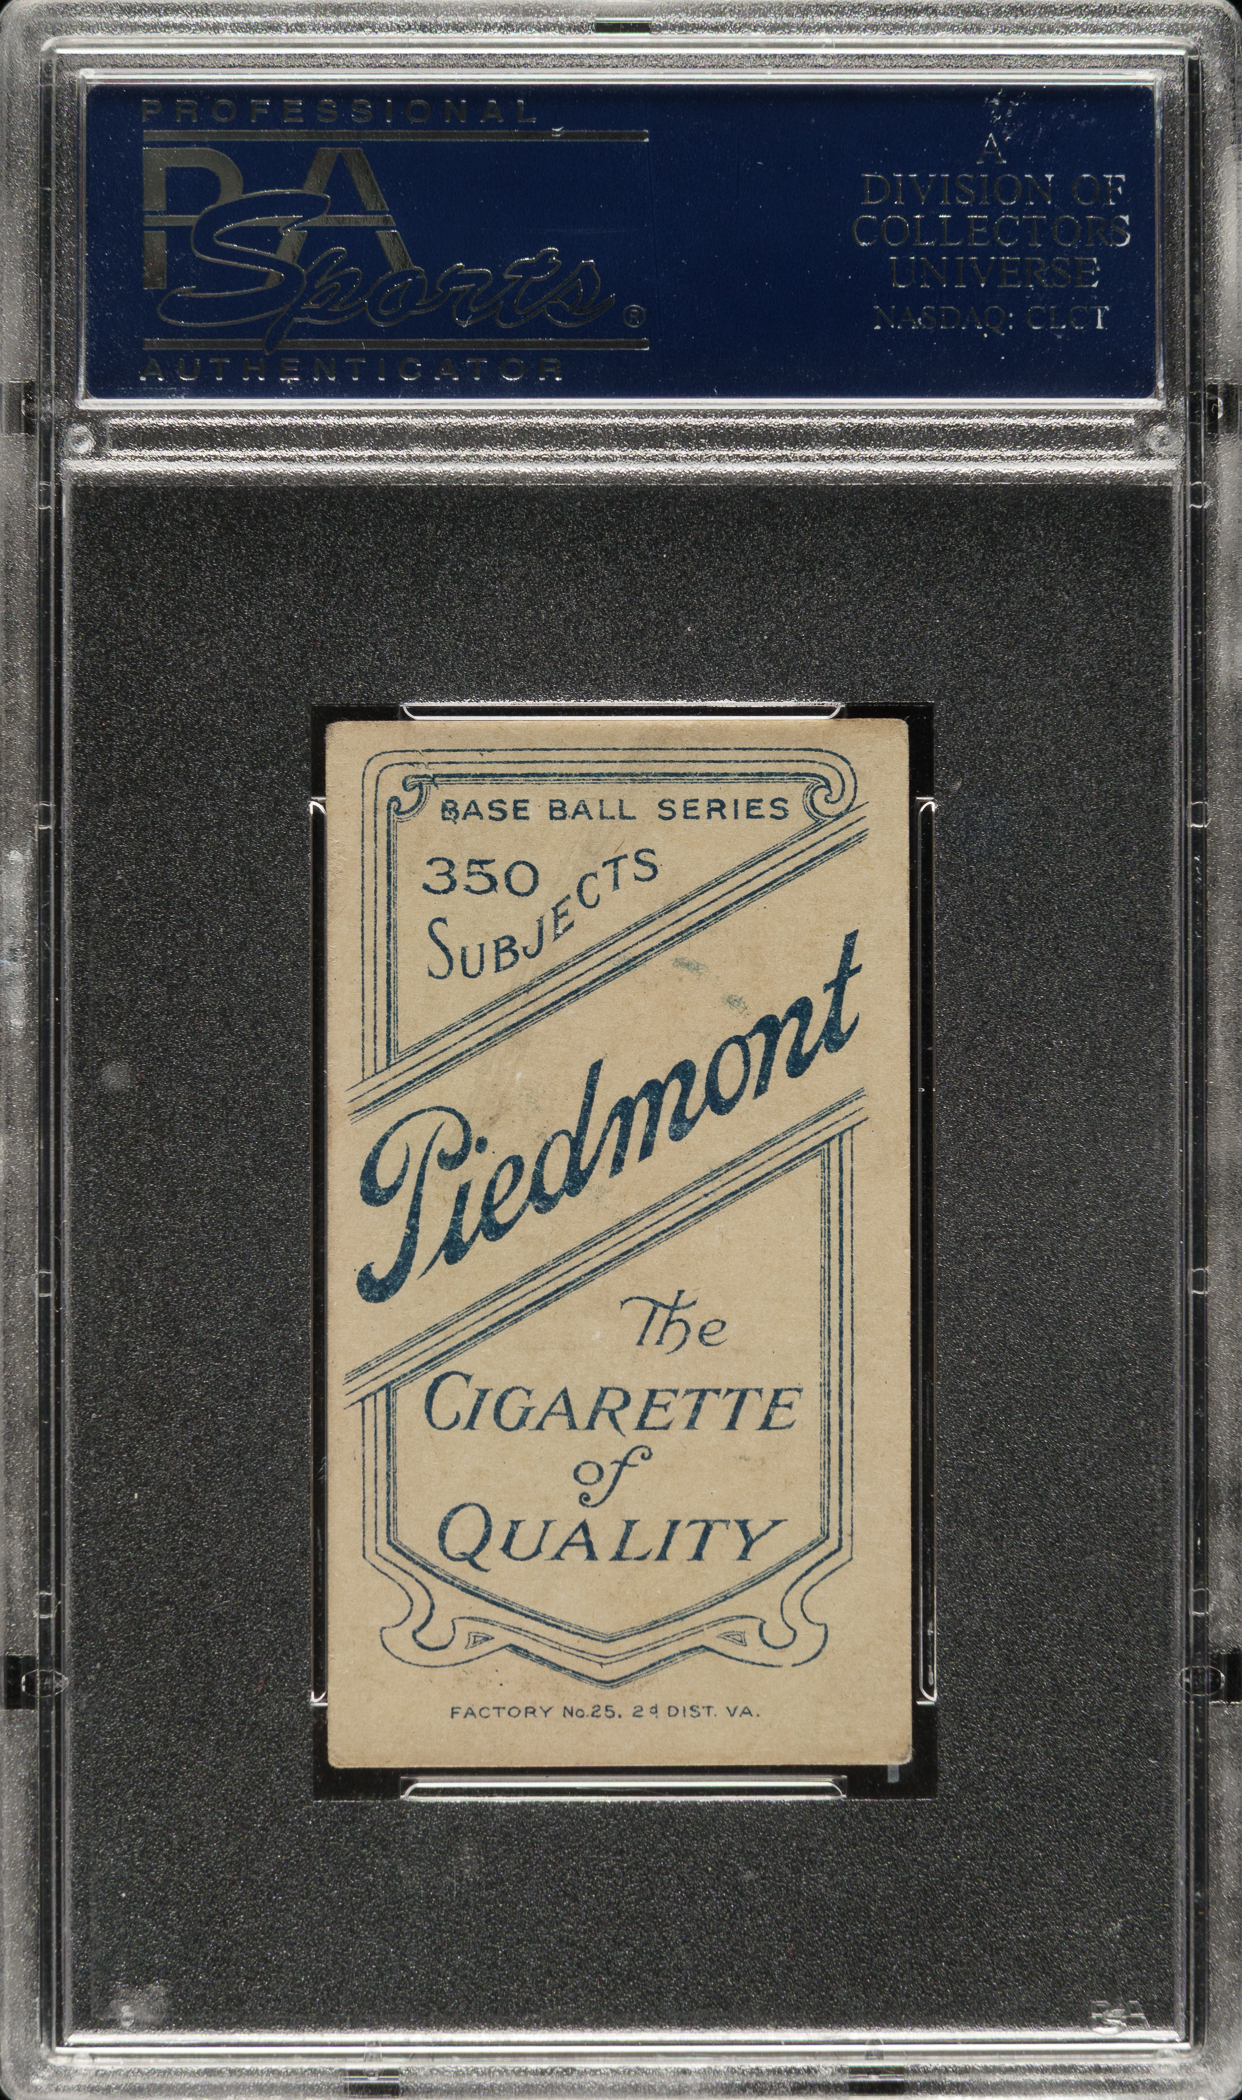 PROFESSIONAL
PSA
Sports ®
AUTHENTICATOR
A
DIVISION OF
COLLECTORS
UNIVERSE
NASDAQ: CLCT
BASE BALL SERIES
350
SUBJECTS
Piedmont
The
CIGARETTE
of
QUALITY
FACTORY No.25, 2d DIST. VA.
PSA